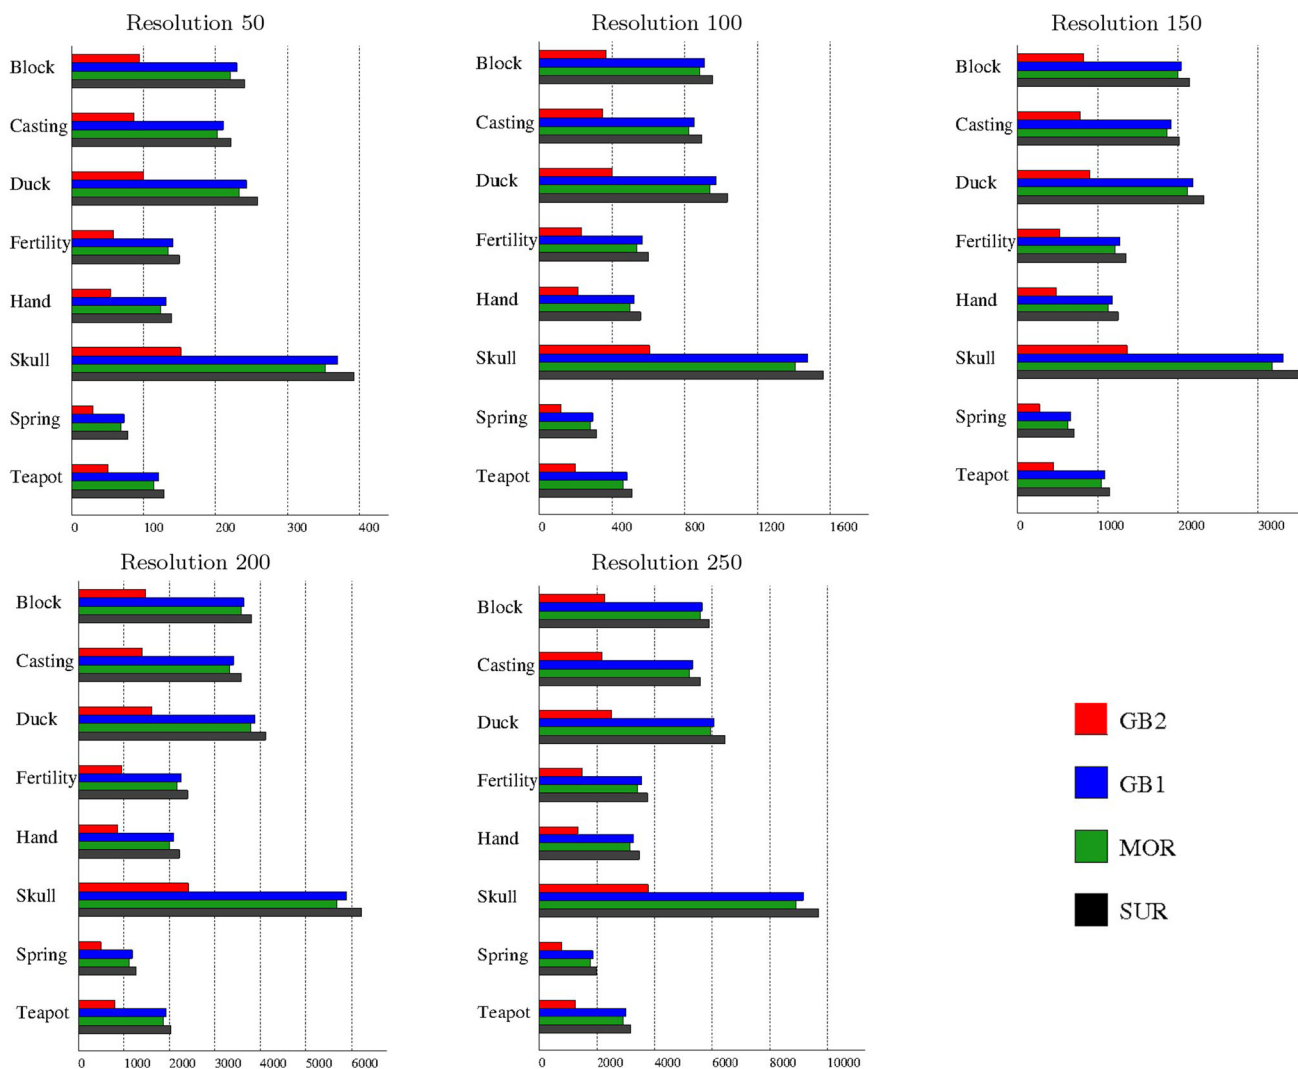 Resolution 50
Block
Casting
Duck
Fertility
Hand
Skull
Spring
Teapot
0 100 200 300 400
Resolution 100
Block
Casting
Duck
Fertility
Hand
Skull
Spring
Teapot
0 400 800 1200 1600
Resolution 150
Block
Casting
Duck
Fertility
Hand
Skull
Spring
Teapot
0 1000 2000 3000
Resolution 200
Block
Casting
Duck
Fertility
Hand
Skull
Spring
Teapot
0 1000 2000 3000 4000 5000 6000
Resolution 250
Block
Casting
Duck
Fertility
Hand
Skull
Spring
Teapot
0 2000 4000 6000 8000 10000
GB2
GB1
MOR
SUR